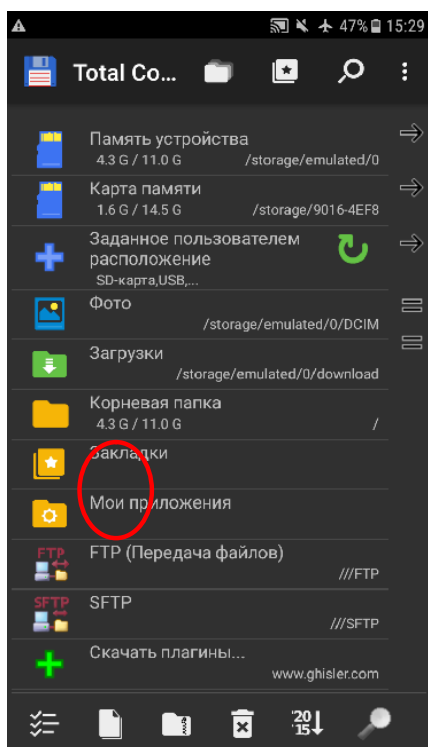 47% 15:29
Total Co...
Память устройства
4.3 G / 11.0 G /storage/emulated/0
Карта памяти
1.6 G / 14.5 G /storage/9016-4EF8
Заданное пользователем
расположение
SD-карта,USB,...
Фото
/storage/emulated/0/DCIM
Загрузки
/storage/emulated/0/download
Корневая папка
4.3 G / 11.0 G /
Закладки
Мои приложения
FTP
FTP (Передача файлов)
///FTP
SFTP
SFTP
///SFTP
Скачать плагины...
www.ghisler.com
'20
15